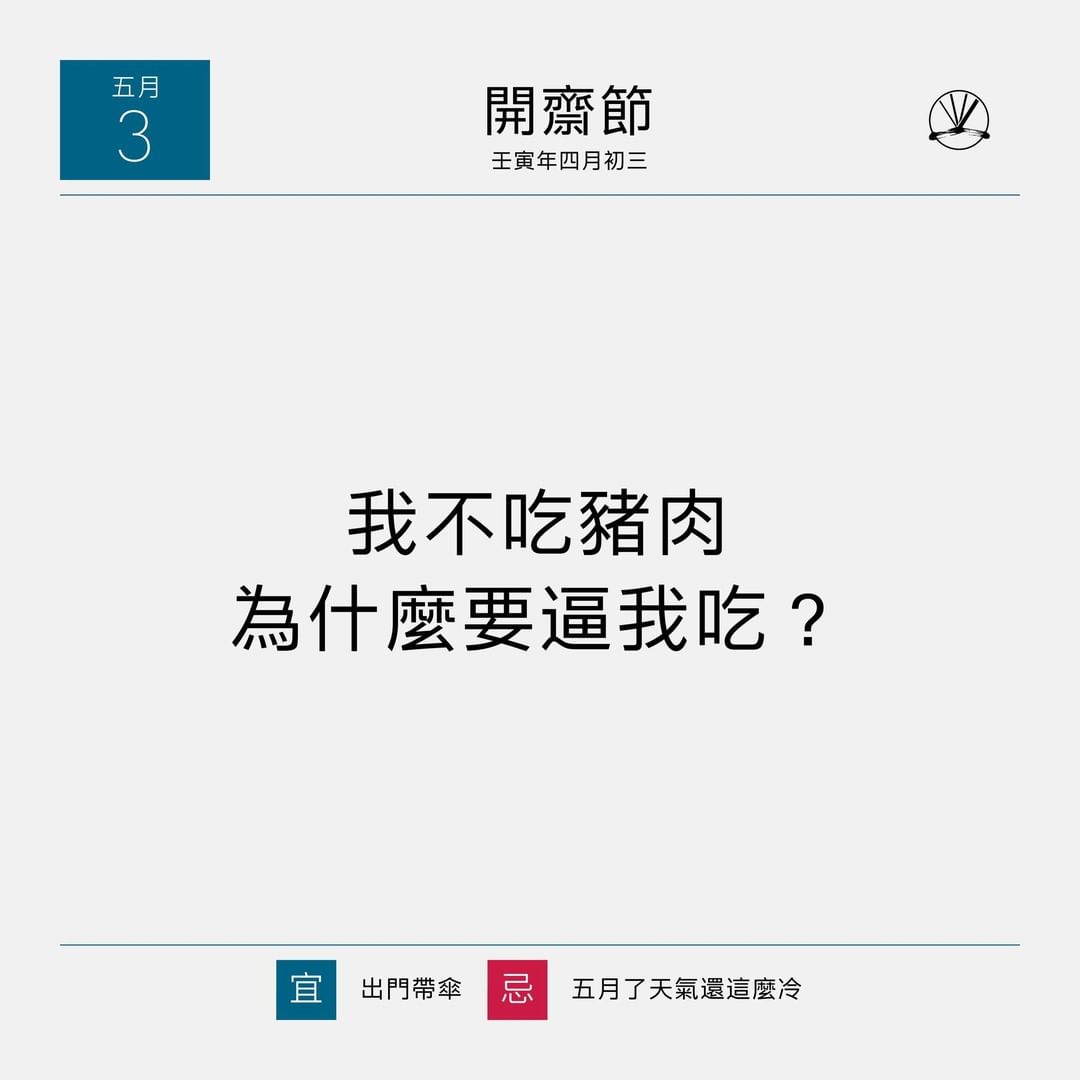 五月
3
開齋節
壬寅年四月初三
我不吃豬肉
為什麼要逼我吃？
宜 出門帶傘 忌 五月了天氣還這麼冷